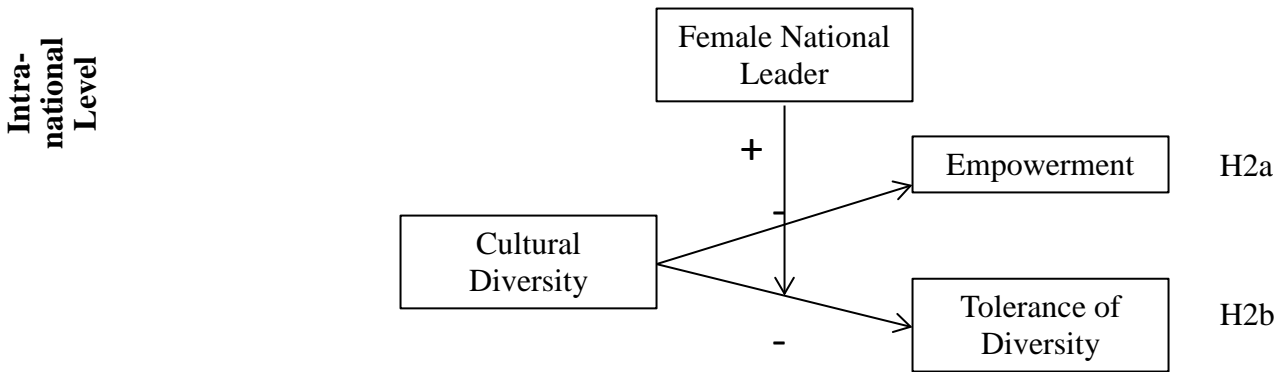 Intra-
national
Level
Female National
Leader
+
Empowerment
H2a
-
Cultural
Diversity
Tolerance of
Diversity
H2b
-